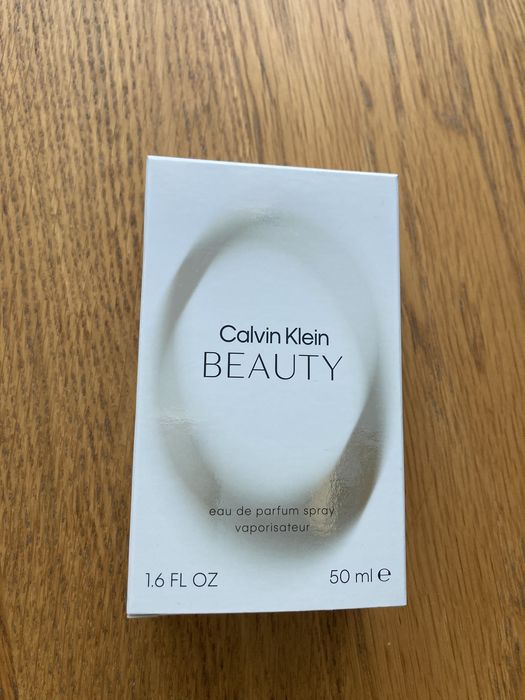 Calvin Klein
BEAUTY
eau de parfum spray
vaporisateur
1.6 FL OZ 50 ml ℮